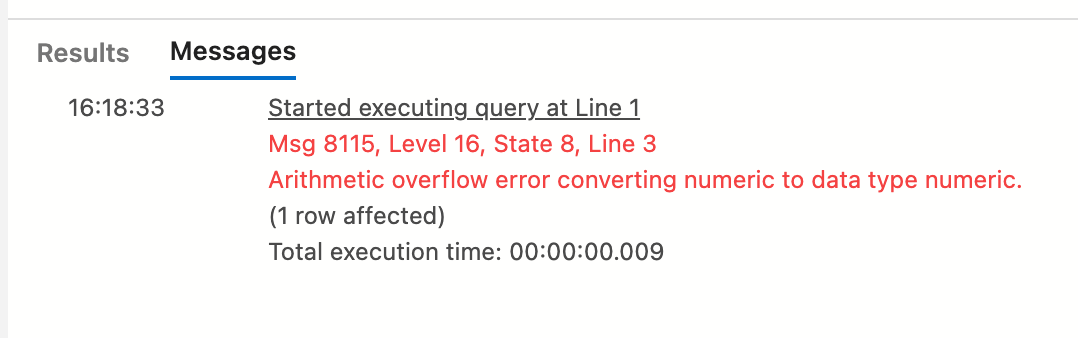 Results Messages
16:18:33 Started executing query at Line 1
Msg 8115, Level 16, State 8, Line 3
Arithmetic overflow error converting numeric to data type numeric.
(1 row affected)
Total execution time: 00:00:00.009